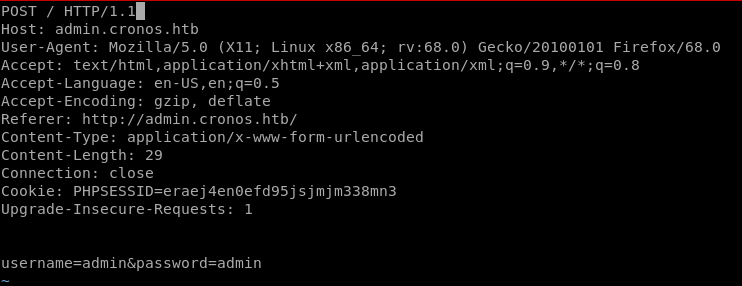 POST / HTTP/1.1
Host: admin.cronos.htb
User-Agent: Mozilla/5.0 (X11; Linux x86_64; rv:68.0) Gecko/20100101 Firefox/68.0
Accept: text/html,application/xhtml+xml,application/xml;q=0.9,*/*;q=0.8
Accept-Language: en-US,en;q=0.5
Accept-Encoding: gzip, deflate
Referer: http://admin.cronos.htb/
Content-Type: application/x-www-form-urlencoded
Content-Length: 29
Connection: close
Cookie: PHPSESSID=eraej4en0efd95jsjmjm338mn3
Upgrade-Insecure-Requests: 1
username=admin&password=admin
~